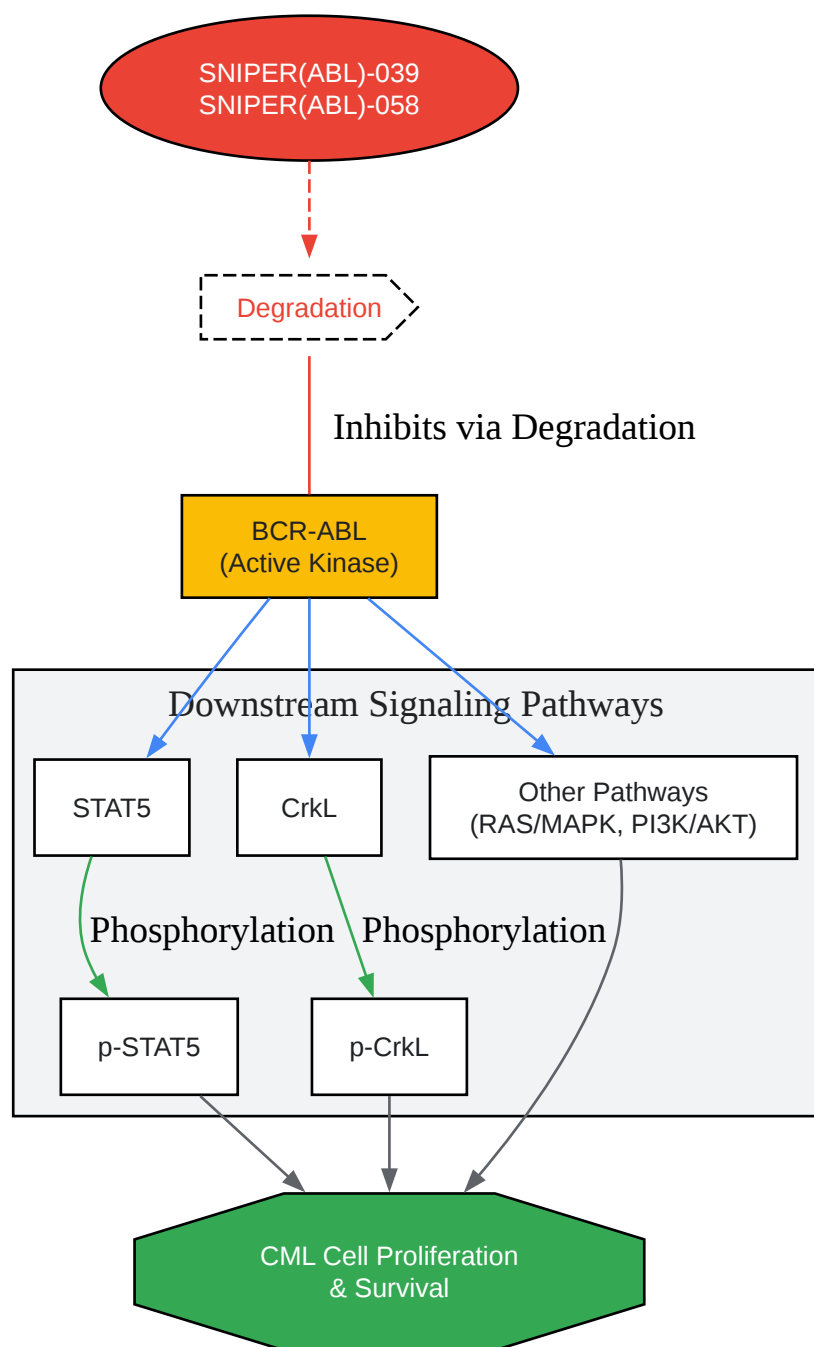 SNIPER(ABL)-039
SNIPER(ABL)-058
Degradation
Inhibits via Degradation
BCR-ABL
(Active Kinase)
Downstream Signaling Pathways
STAT5
CrkL
Other Pathways
(RAS/MAPK, PI3K/AKT)
Phosphorylation
Phosphorylation
p-STAT5
p-CrkL
CML Cell Proliferation
& Survival